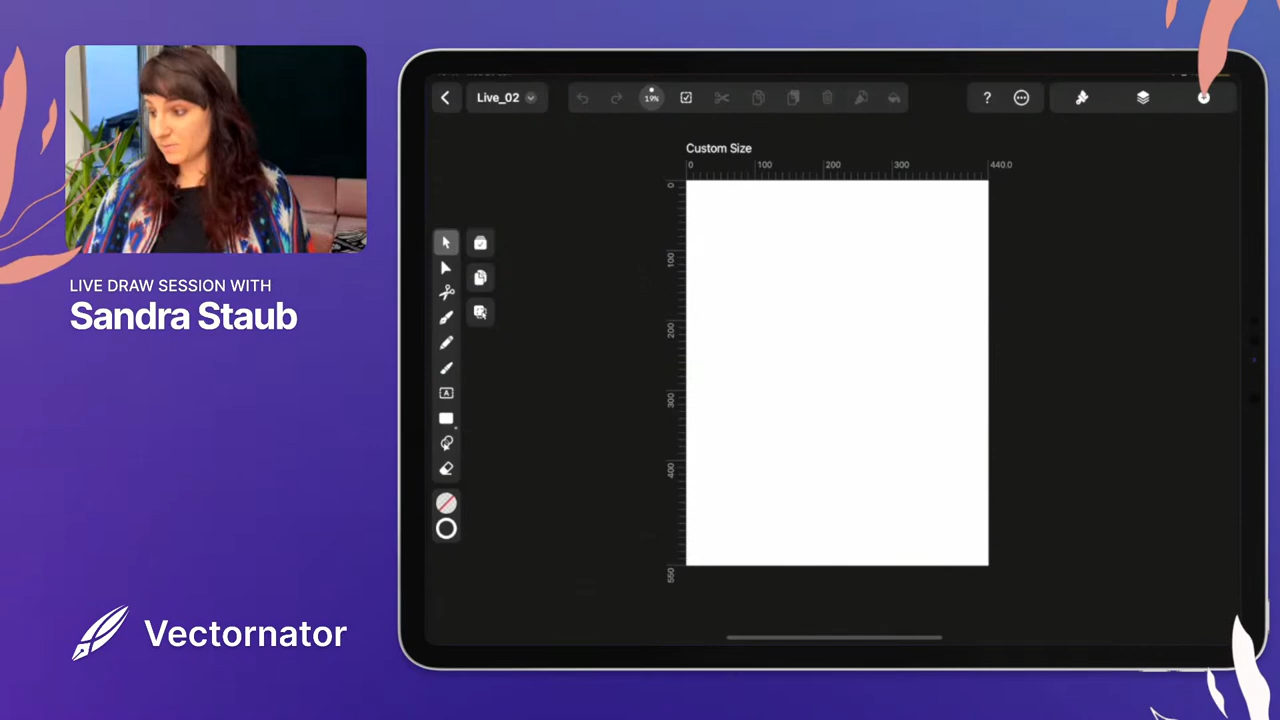 LIVE DRAW SESSION WITH
Sandra Staub
Vectornator
Live_02
19%
?
Custom Size
0
100
200
300
440.0
0
100
200
300
400
550
A